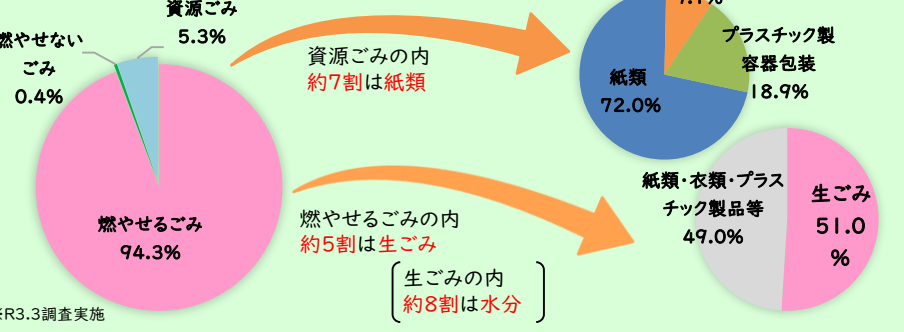 資源ごみ
5.3%
燃やせない
ごみ
0.4%
燃やせるごみ
94.3%
資源ごみの内
約7割は紙類
紙類
72.0%
プラスチック製
容器包装
18.9%
燃やせるごみの内
約5割は生ごみ
生ごみの内
約8割は水分
紙類・衣類・プラス
チック製品等
49.0%
生ごみ
51.0
%
※R3.3調査実施